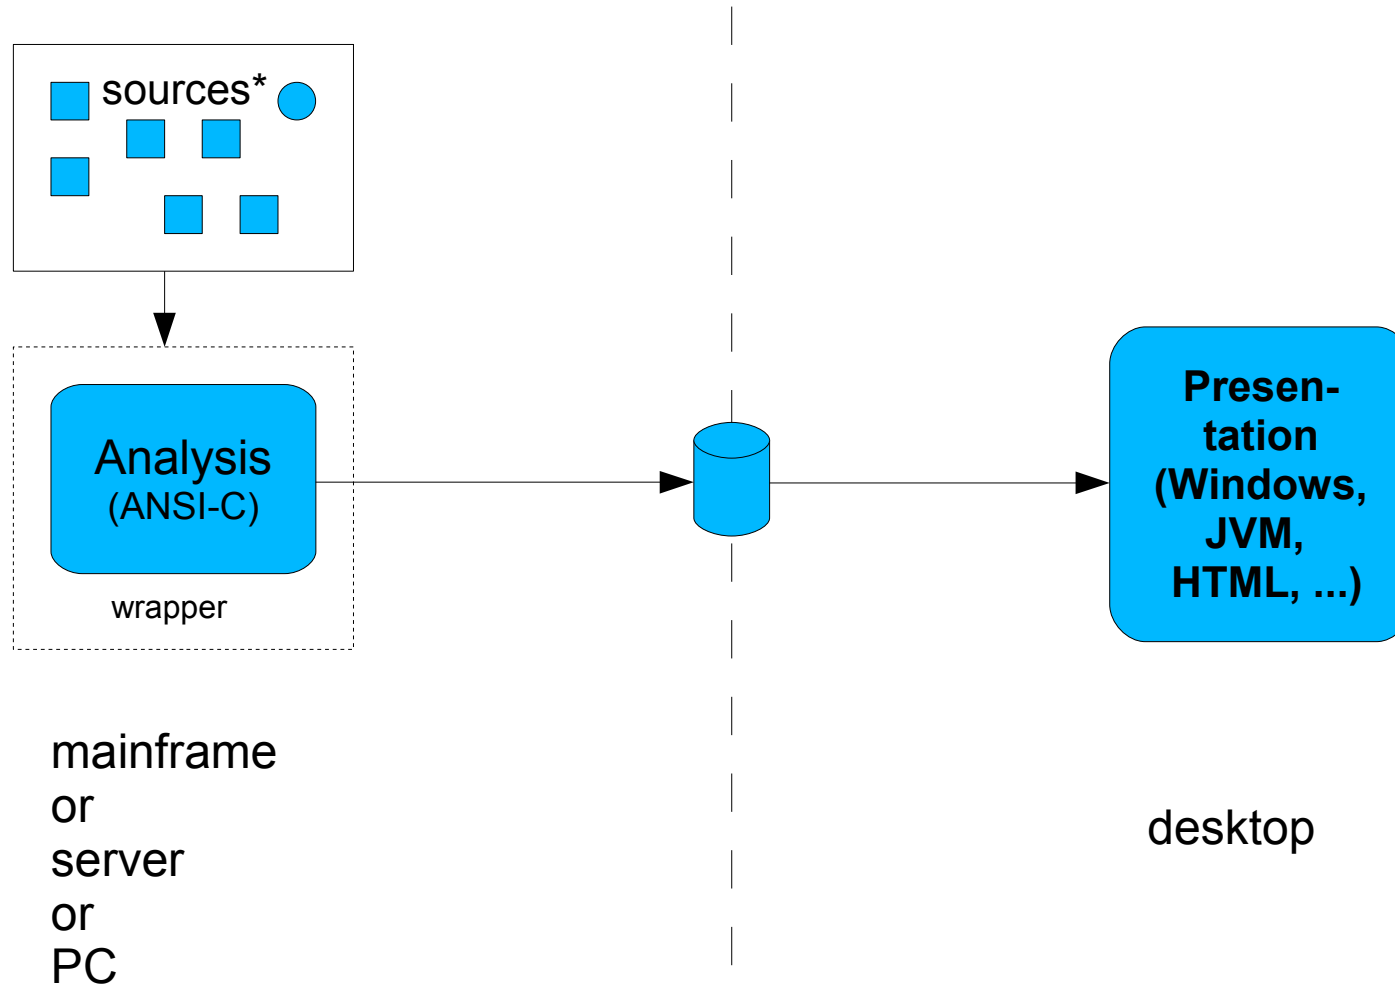 sources*
Analysis
(ANSI-C)
wrapper
Presen-
tation
(Windows,
JVM,
HTML, ...)
mainframe
or
server
or
PC
desktop